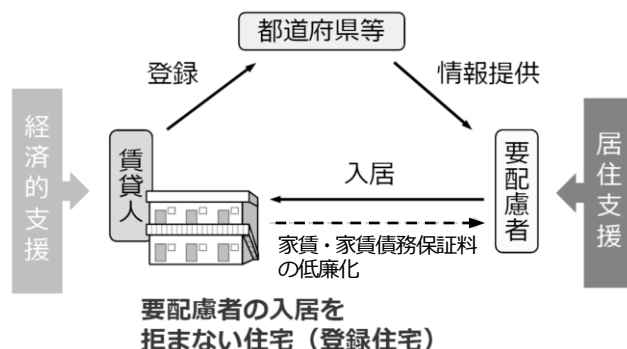 都道府県等
登録
情報提供
経済的支援
賃貸人
入居
要配慮者
居住支援
家賃・家賃債務保証料
の低廉化
要配慮者の入居を
拒まない住宅（登録住宅）